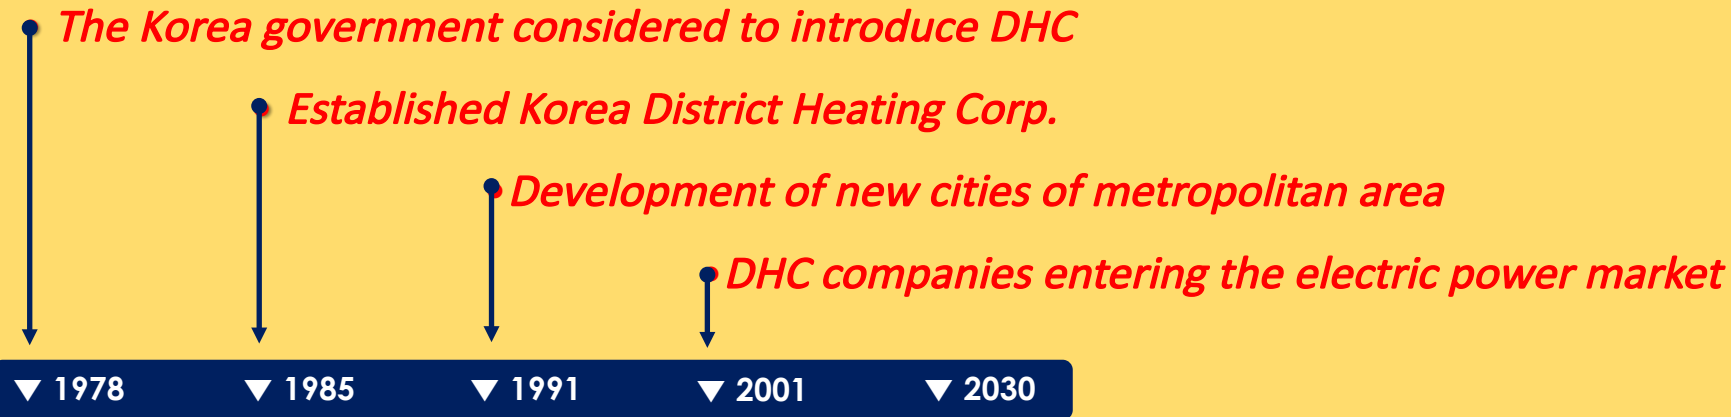 The Korea government considered to introduce DHC
Established Korea District Heating Corp.
Development of new cities of metropolitan area
DHC companies entering the electric power market
▼ 1978 ▼ 1985 ▼ 1991 ▼ 2001 ▼ 2030